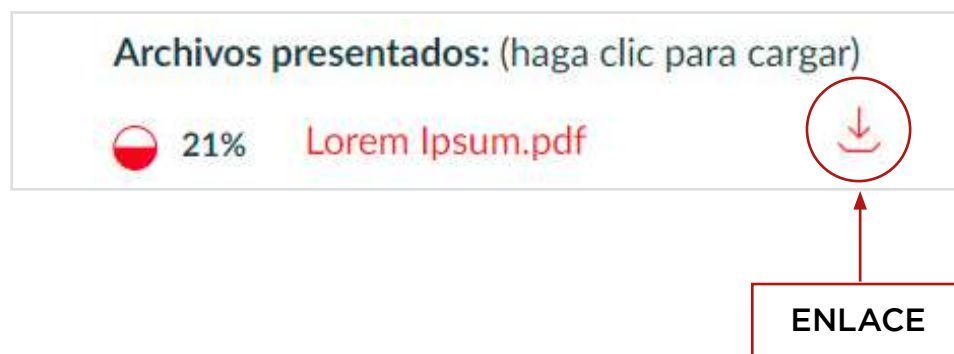 Archivos presentados: (haga clic para cargar)
21% Lorem Ipsum.pdf
ENLACE